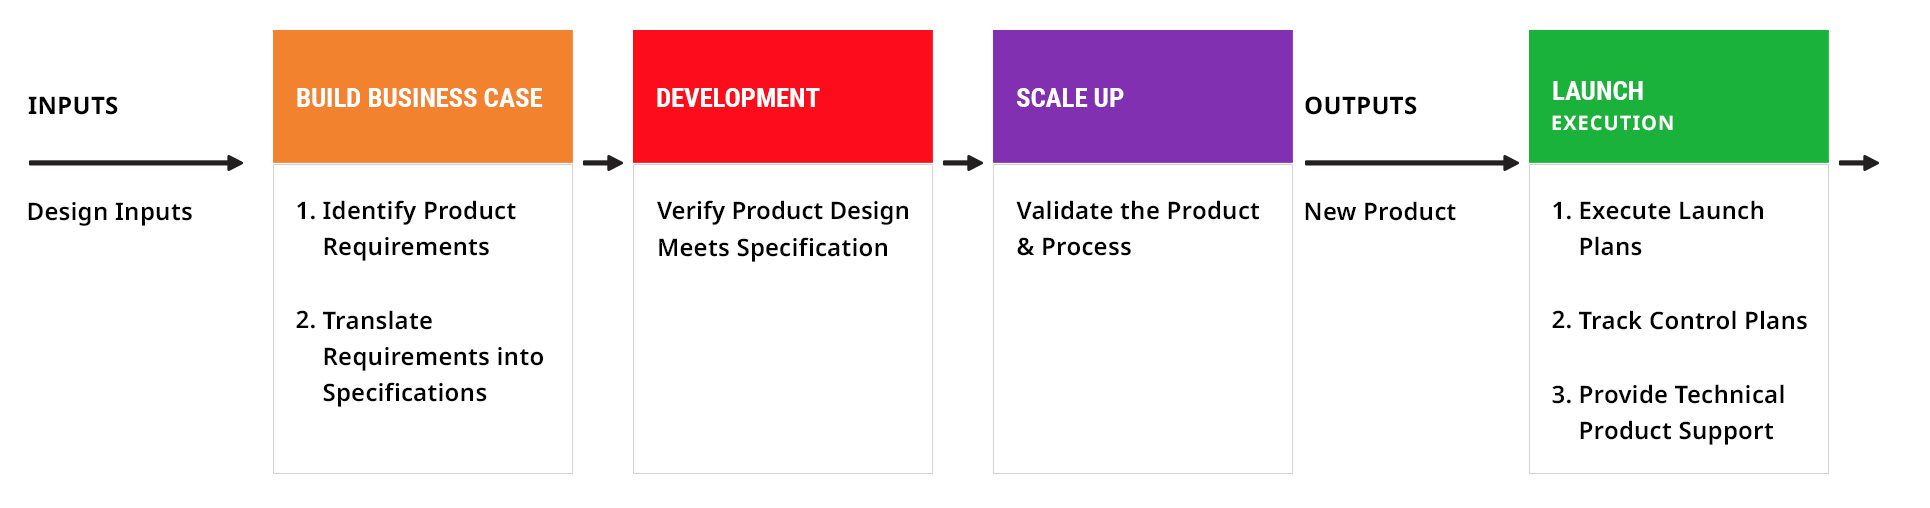 INPUTS
Design Inputs
BUILD BUSINESS CASE
1. Identify Product
Requirements
2. Translate
Requirements into
Specifications
DEVELOPMENT
Verify Product Design
Meets Specification
SCALE UP
Validate the Product
& Process
OUTPUTS
New Product
LAUNCH
EXECUTION
1. Execute Launch
Plans
2. Track Control Plans
3. Provide Technical
Product Support